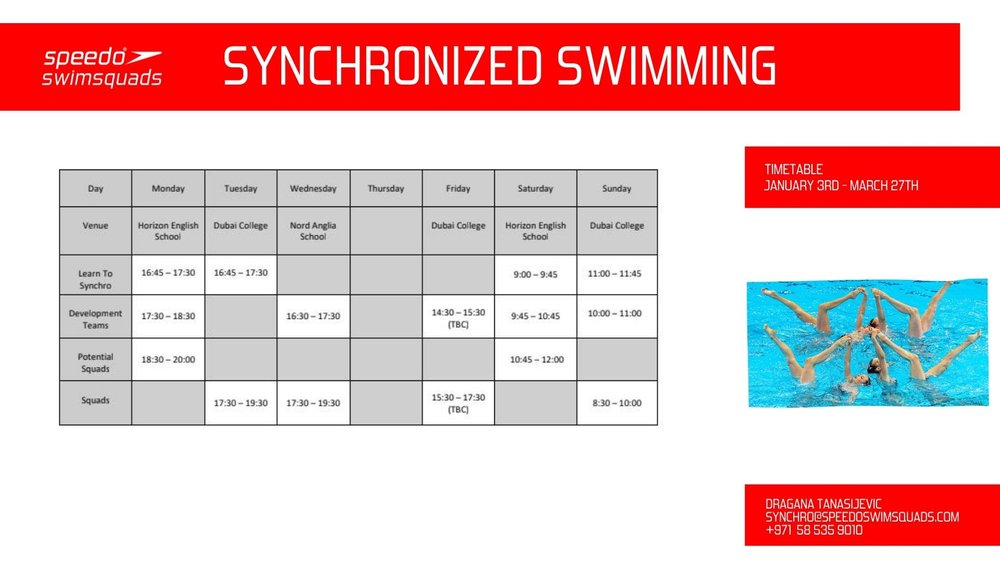 speedo
swimsquads
SYNCHRONIZED SWIMMING
TIMETABLE
JANUARY 3RD - MARCH 27TH
Day Monday Tuesday Wednesday Thursday Friday Saturday Sunday
Venue Horizon English School Dubai College Nord Anglia School Dubai College Horizon English School Dubai College
Learn To Synchro 16:45 – 17:30 16:45 – 17:30 9:00 – 9:45 11:00 – 11:45
Development Teams 17:30 – 18:30 16:30 – 17:30 14:30 – 15:30 (TBC) 9:45 – 10:45 10:00 – 11:00
Potential Squads 18:30 – 20:00 10:45 – 12:00
Squads 17:30 – 19:30 17:30 – 19:30 15:30 – 17:30 (TBC) 8:30 – 10:00
DRAGANA TANASIJEVIC
SYNCHRO@SPEEDOSWIMSQUADS.COM
+971 58 535 9010